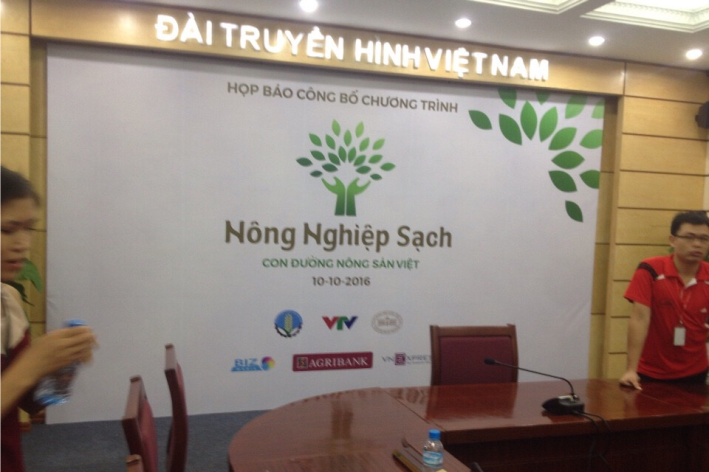 ĐÀI TRUYỀN HÌNH VIỆT NAM
HỌP BÁO CÔNG BỐ CHƯƠNG TRÌNH
Nông Nghiệp Sạch
CON ĐƯỜNG NÔNG SẢN VIỆT
10-10-2016
VTV
BIZ
AGRIBANK